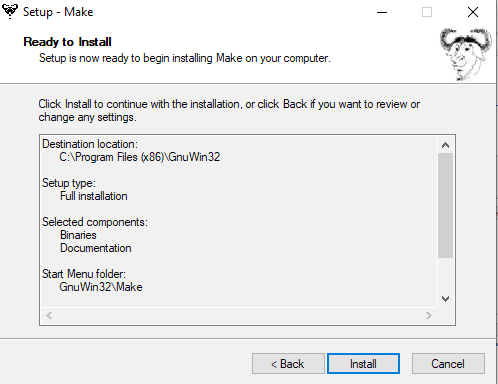 Setup - Make
Ready to Install
Setup is now ready to begin installing Make on your computer.
Click Install to continue with the installation, or click Back if you want to review or
change any settings.
Destination location:
C:\Program Files (x86)\GnuWin32
Setup type:
Full installation
Selected components:
Binaries
Documentation
Start Menu folder:
GnuWin32\Make
< Back
Install
Cancel